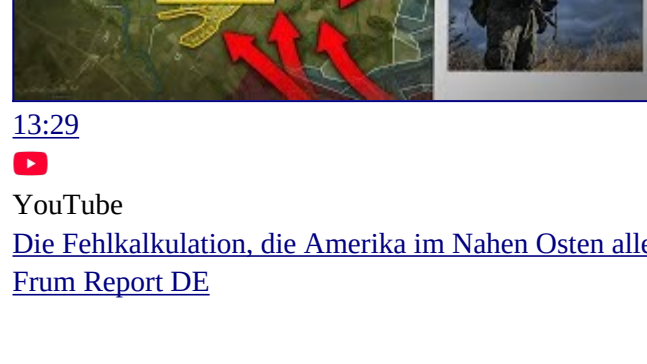 13:29
YouTube
Die Fehlkalkulation, die Amerika im Nahen Osten alle
Frum Report DE